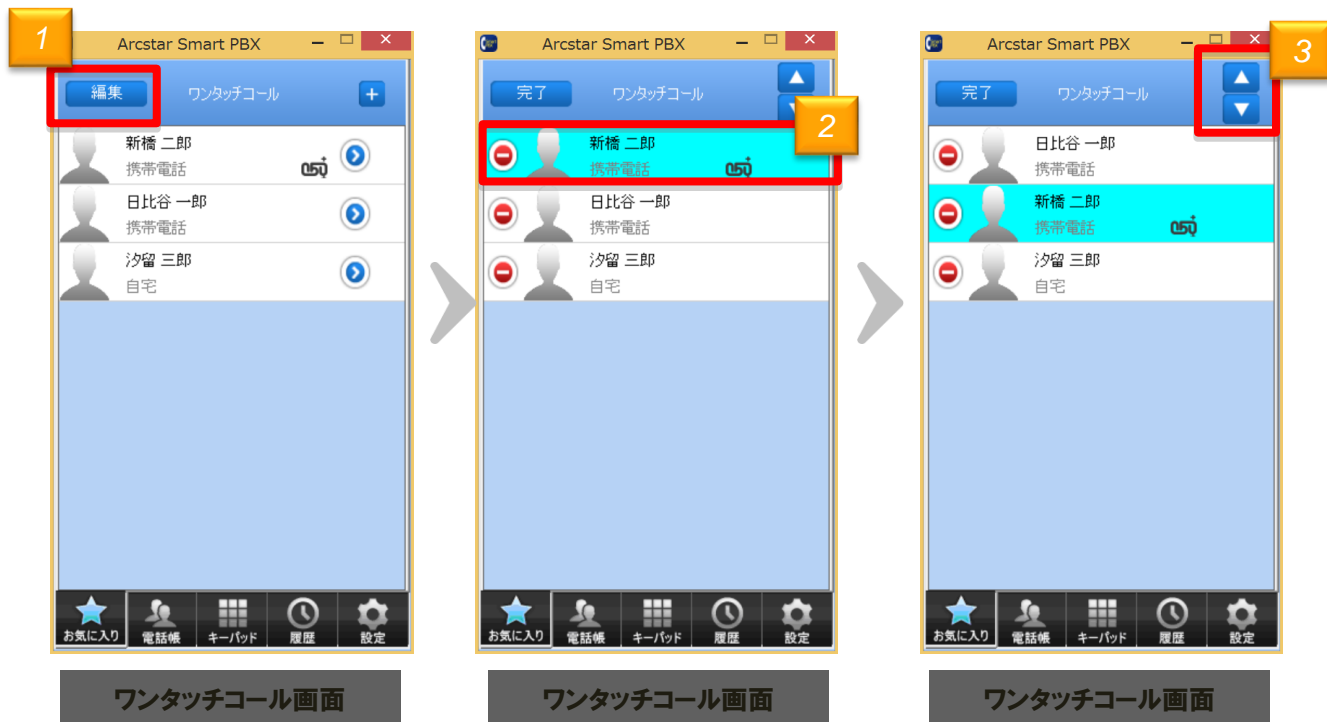 1
Arcstar Smart PBX
編集
ワンタッチコール
+
新橋 二郎
携帯電話
050+
日比谷 一郎
携帯電話
汐留 三郎
自宅
お気に入り
電話帳
キーパッド
履歴
設定
ワンタッチコール画面
Arcstar Smart PBX
完了
ワンタッチコール
2
新橋 二郎
携帯電話
050+
日比谷 一郎
携帯電話
汐留 三郎
自宅
お気に入り
電話帳
キーパッド
履歴
設定
ワンタッチコール画面
Arcstar Smart PBX
3
完了
ワンタッチコール
日比谷 一郎
携帯電話
新橋 二郎
携帯電話
050+
汐留 三郎
自宅
お気に入り
電話帳
キーパッド
履歴
設定
ワンタッチコール画面